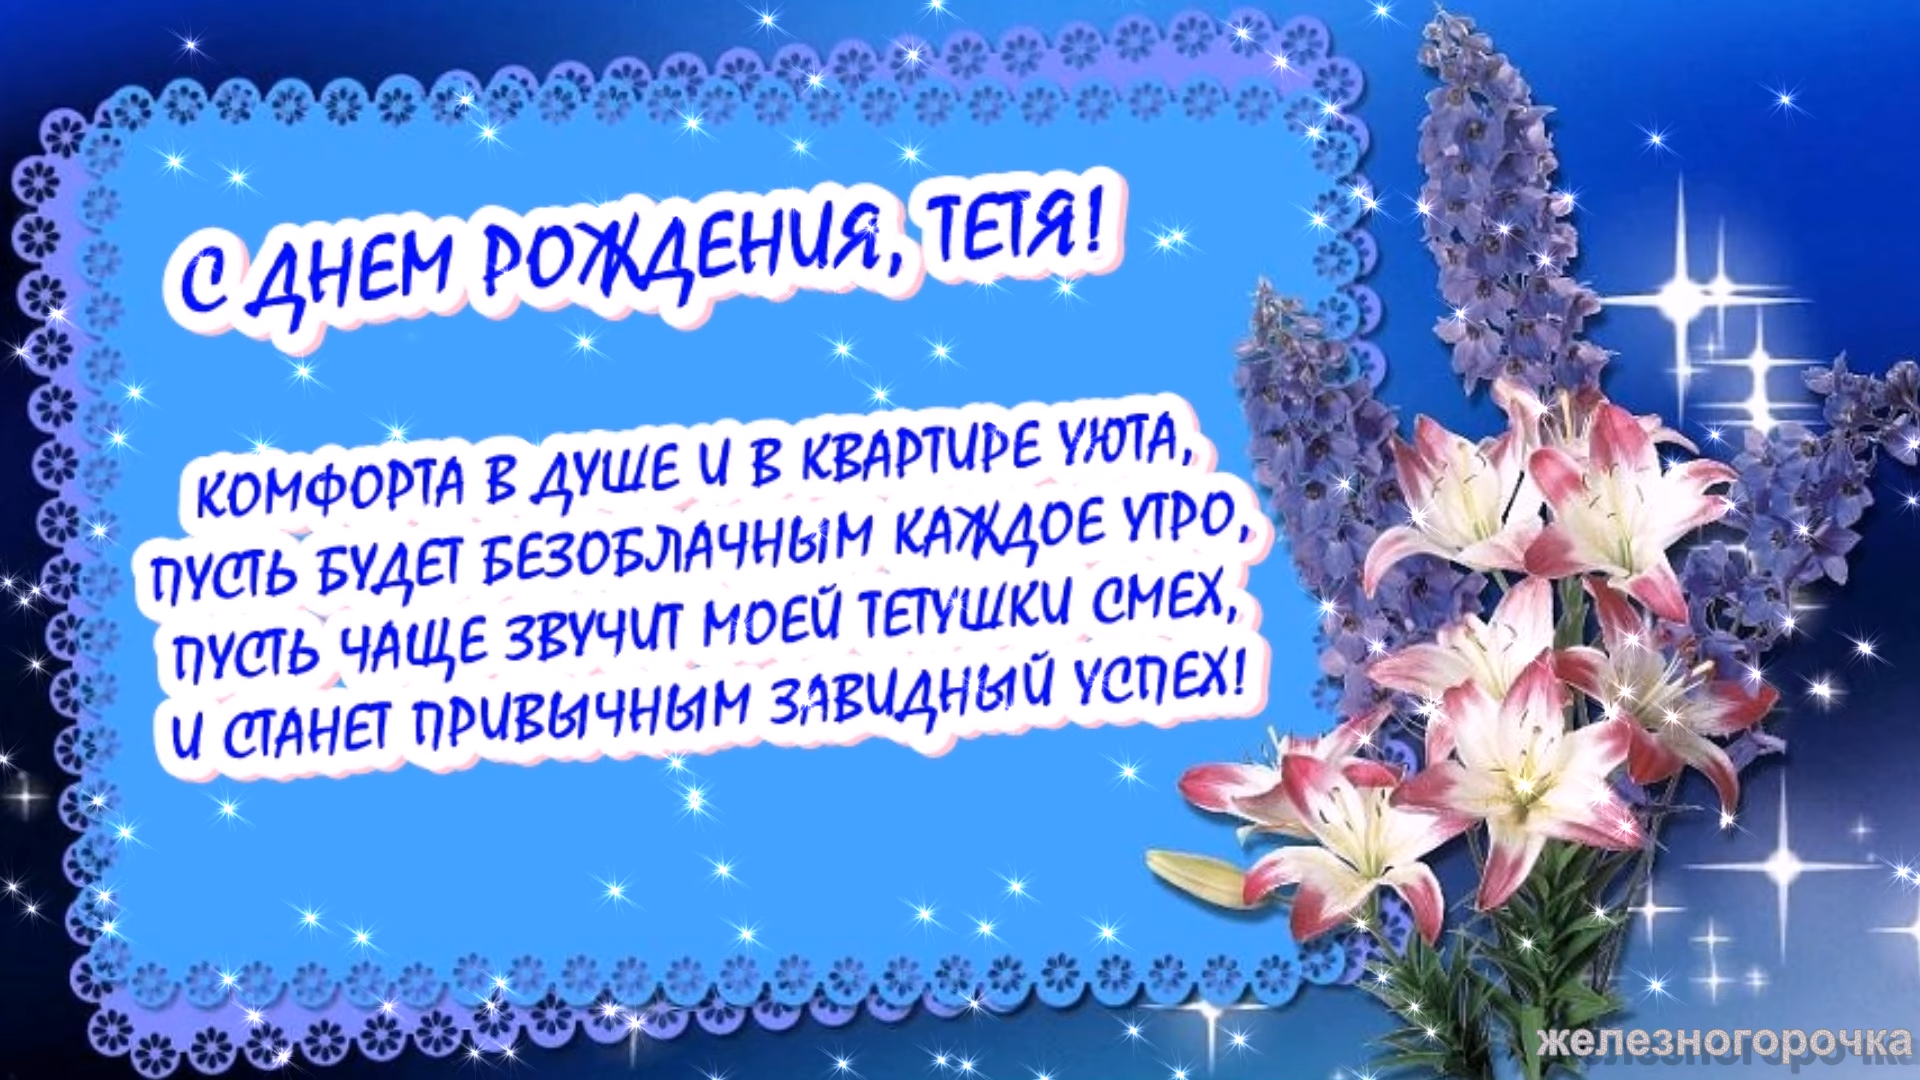 С ДНЕМ РОЖДЕНИЯ, ТЕТЯ!
КОМФОРТА В ДУШЕ И В КВАРТИРЕ УЮТА,
ПУСТЬ БУДЕТ БЕЗОБЛАЧНЫМ КАЖДОЕ УТРО,
ПУСТЬ ЧАЩЕ ЗВУЧИТ МОЕЙ ТЕТУШКИ СМЕХ,
И СТАНЕТ ПРИВЫЧНЫМ ЗАВИДНЫЙ УСПЕХ!
железногорочка